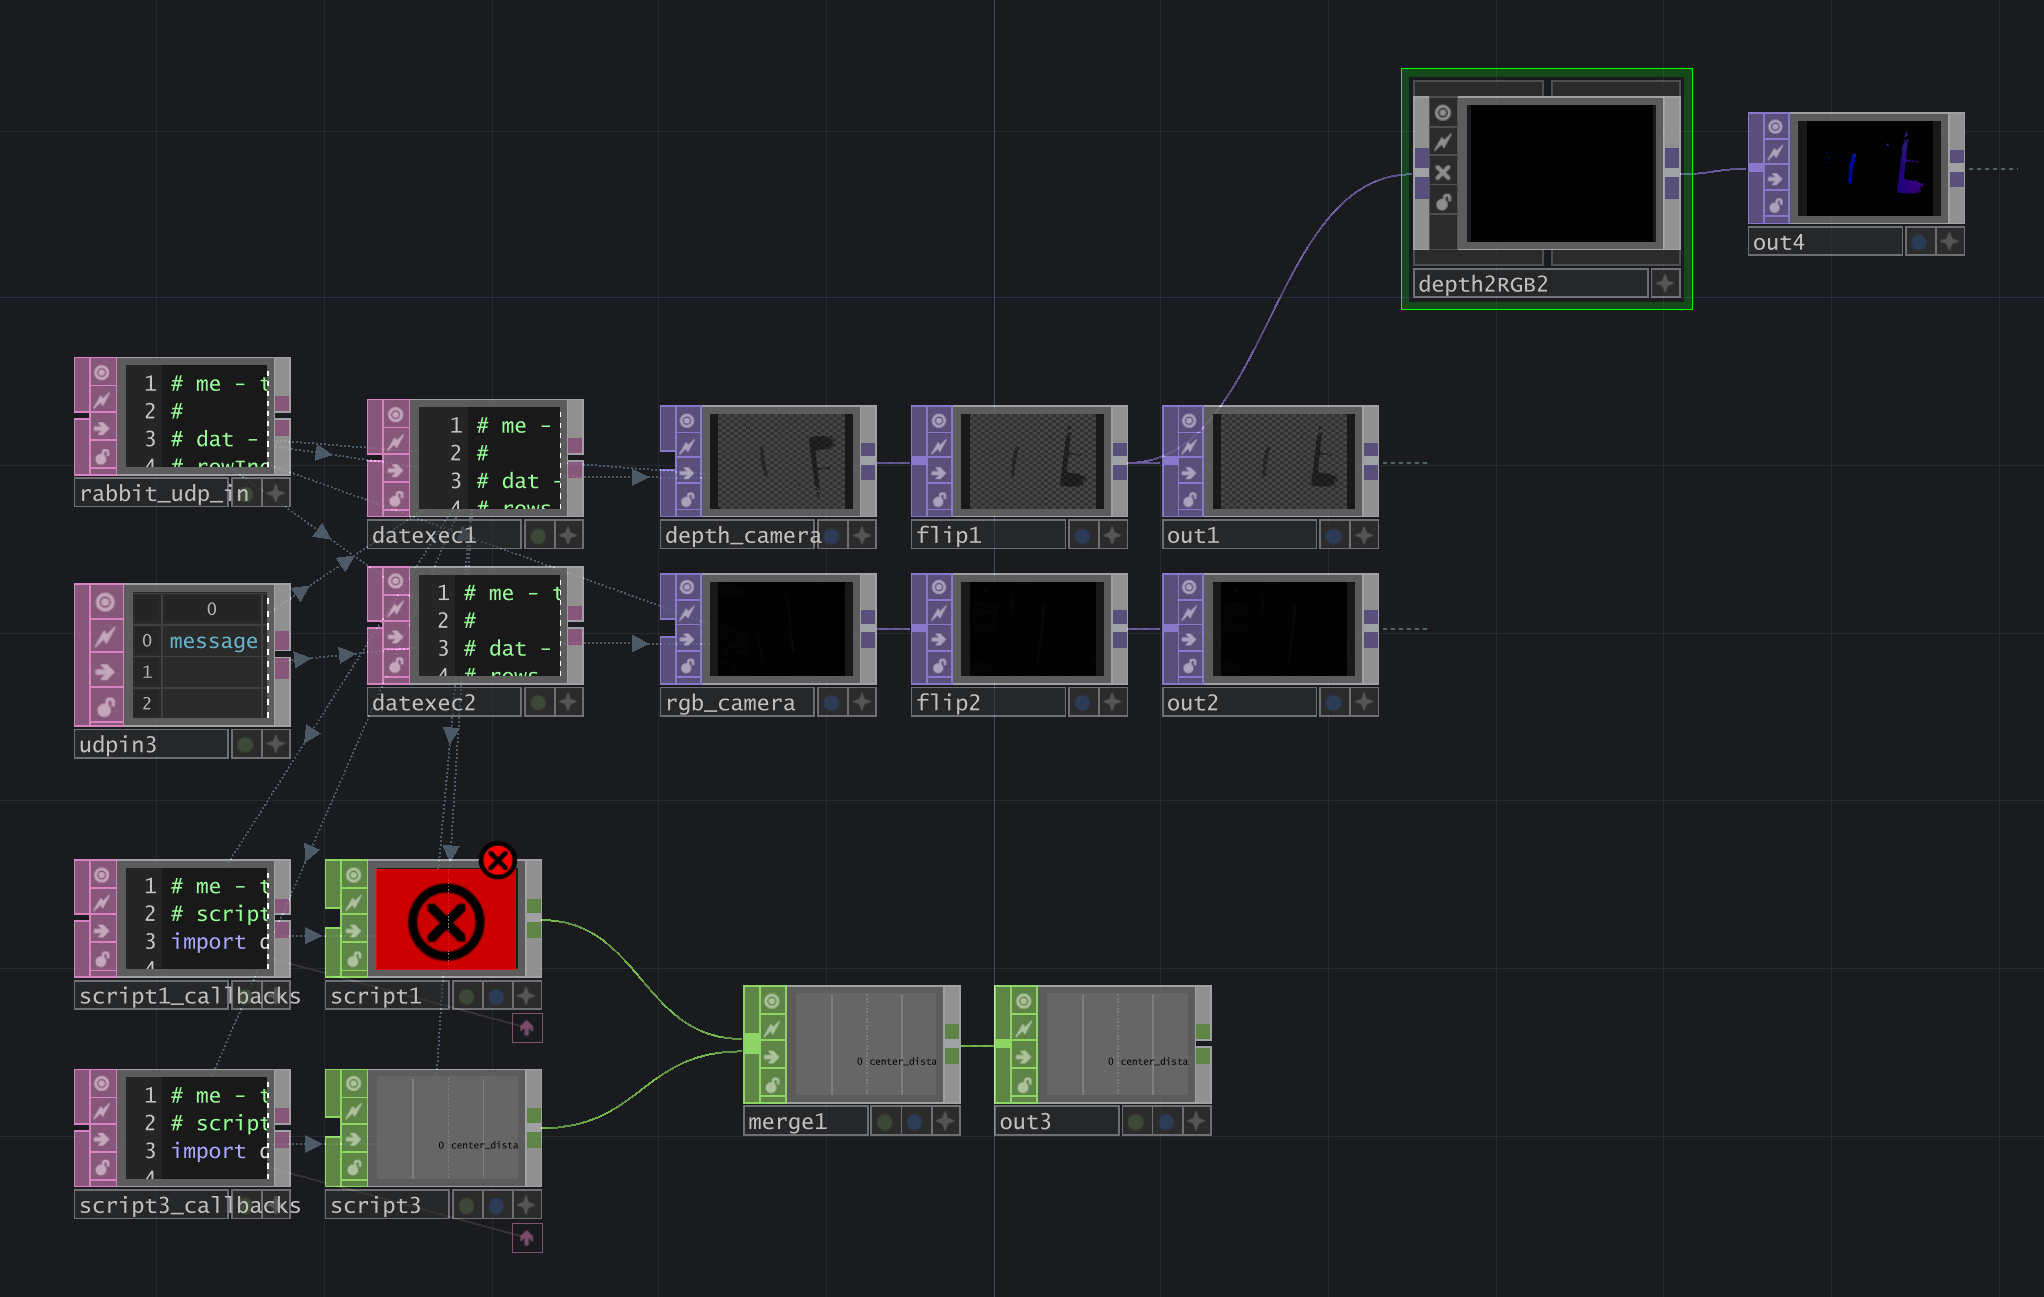 depth2RGB2
out4
1 # me - t
2 #
3 # dat -
4 # rowInd
rabbit_udp_in
1 # me -
2 #
3 # dat -
4 # rows
datexec1
depth_camera
flip1
out1
0
0 message
1
2
udpin3
1 # me - t
2 #
3 # dat -
4 # rows
datexec2
rgb_camera
flip2
out2
1 # me - t
2 # script
3 import
4
script1_callbacks
script1
0 center_dista
merge1
0 center_dista
out3
1 # me - t
2 # script
3 import
4
script3_callbacks
0 center_dista
script3